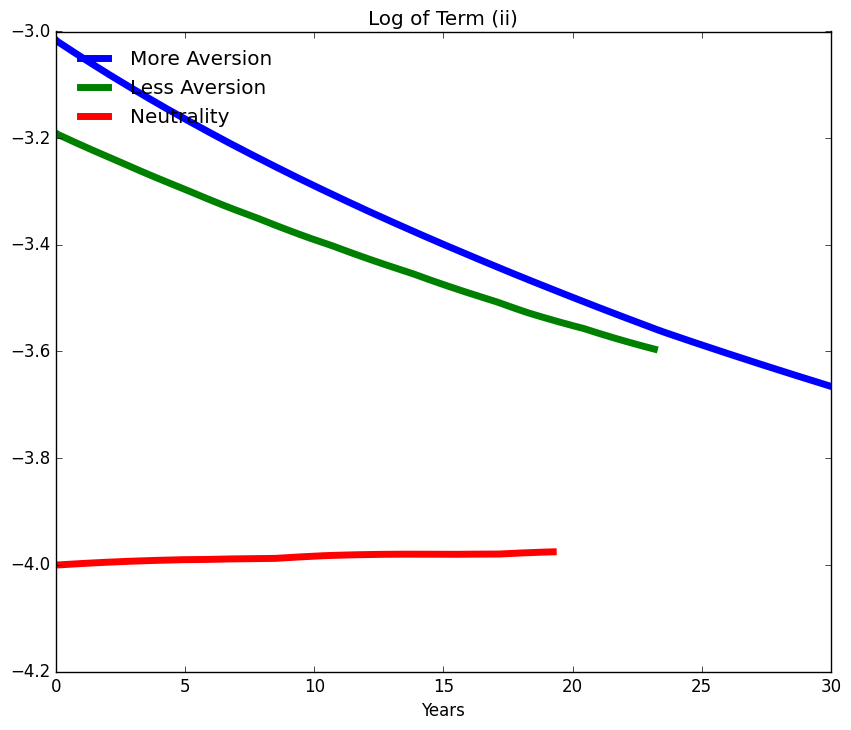 Log of Term (ii)
−3.0
More Aversion
Less Aversion
Neutrality
−3.2
−3.4
−3.6
−3.8
−4.0
−4.2
0 5 10 15 20 25 30
Years